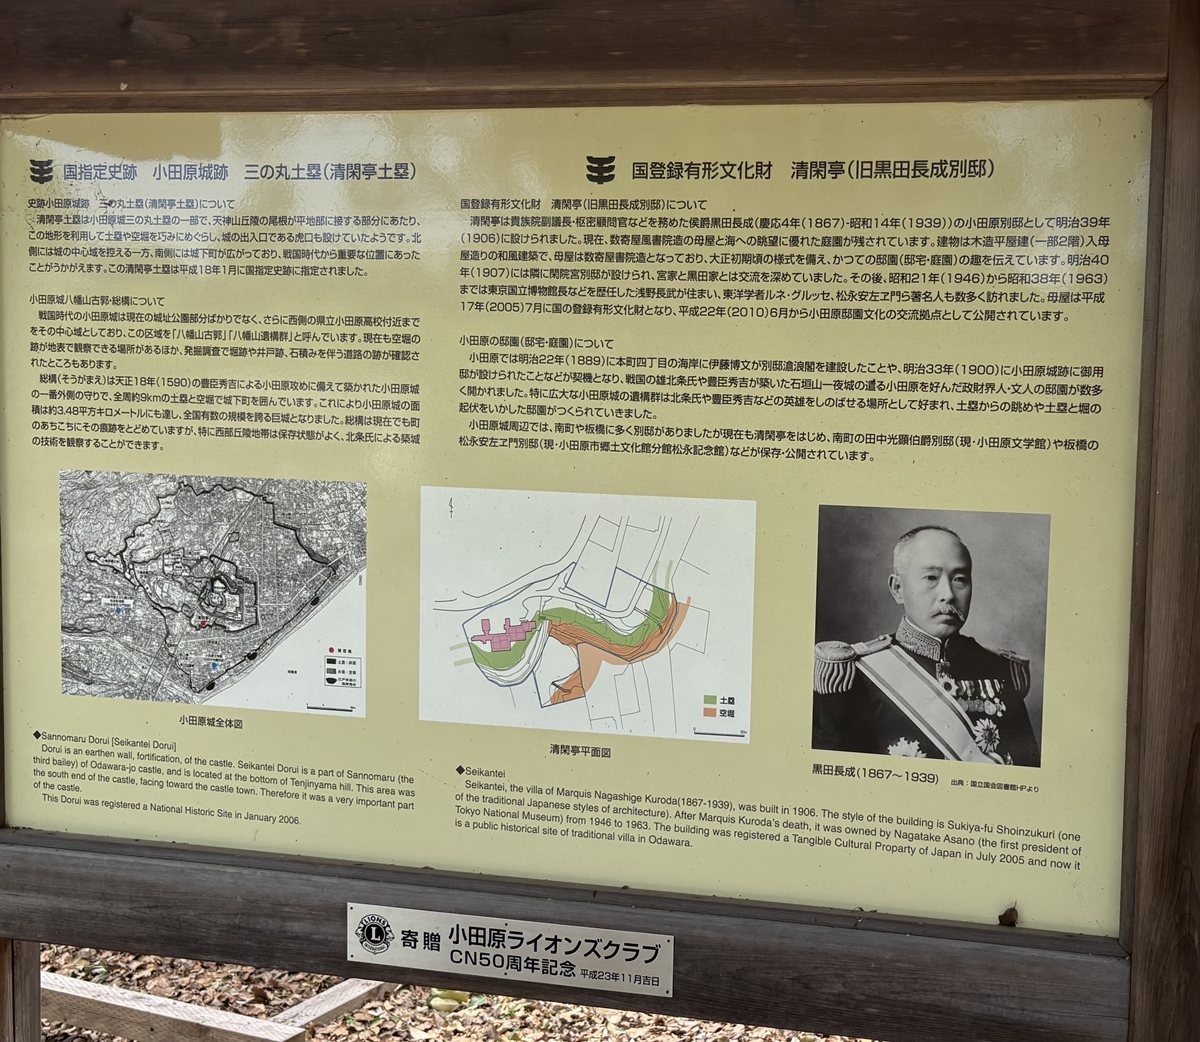 国指定史跡 小田原城跡 三の丸土塁(清閑亭土塁)
史跡小田原城跡 三の丸土塁(清閑亭土塁)について
清閑亭土塁は小田原城三の丸土塁の一部で、天神山丘陵の尾根が平地部に接する部分にあたり、
この地形を利用して土塁や空堀を巧みにめぐらし、城の出入口である虎口も設けていたようです。北
側には城の中心域を控える一方、南側には城下町が広がっており、戦国時代から重要な位置にあった
ことがうかがえます。この清閑亭土塁は平成18年1月に国指定史跡に指定されました。
小田原城八幡山古郭・総構について
戦国時代の小田原城は現在の城址公園部分ばかりでなく、さらに西側の県立小田原高校付近まで
をその中心域としており、この区域を「八幡山古郭」「八幡山遺構群」と呼んでいます。現在も空堀の
跡が地表で観察できる場所があるほか、発掘調査で堀跡や井戸跡、石積みを伴う道路の跡が確認さ
れたところもあります。
総構(そうがまえ)は天正18年(1590)の豊臣秀吉による小田原攻めに備えて築かれた小田原城
の一番外側の守りで、全周約9kmの土塁と空堀で城下町を囲んでいます。これにより小田原城の面
積は約3.48平方キロメートルにも達し、全国有数の規模を誇る巨城となりました。総構は現在でも町
のあちこちにその痕跡をとどめていますが、特に西部丘陵地帯は保存状態がよく、北条氏による築城
の技術を観察することができます。
小田原城全体図
◆Sannomaru Dorui [Seikantei Dorui]
Dorui is an earthen wall, fortification, of the castle. Seikantei Dorui is a part of Sannomaru (the
third bailey) of Odawara-jo castle, and is located at the bottom of Tenjinyama hill. This area was
the south end of the castle, facing toward the castle town. Therefore it was a very important part
of the castle.
This Dorui was registered a National Historic Site in January 2006.
国登録有形文化財 清閑亭(旧黒田長成別邸)
国登録有形文化財 清閑亭(旧黒田長成別邸)について
清閑亭は貴族院副議長・枢密顧問官などを務めた侯爵黒田長成(慶応4年(1867)-昭和14年(1939))の小田原別邸として明治39年
(1906)に設けられました。現在、数寄屋風書院造の母屋と海への眺望に優れた庭園が残されています。建物は木造平屋建(一部2階)入母
屋造りの和風建築で、母屋は数寄屋書院造となっており、大正初期頃の様式を備え、かつての邸園(邸宅・庭園)の趣を伝えています。明治40
年(1907)には隣に閑院宮別邸が設けられ、宮家と黒田家とは交流を深めていました。その後、昭和21年(1946)から昭和38年(1963)
までは東京国立博物館長などを歴任した浅野長武が住まい、東洋学者ルネ・グルッセ、松永安左ヱ門ら著名人も数多く訪れました。母屋は平成
17年(2005)7月に国の登録有形文化財となり、平成22年(2010)6月から小田原邸園文化の交流拠点として公開されています。
小田原の邸園(邸宅・庭園)について
小田原では明治22年(1889)に本町四丁目の海岸に伊藤博文が別邸滄浪閣を建設したことや、明治33年(1900)に小田原城跡に御用
邸が設けられたことなどが契機となり、戦国の雄北条氏や豊臣秀吉が築いた石垣山一夜城の遺る小田原を好んだ政財界人・文人の邸園が数多
く開かれました。特に広大な小田原城の遺構群は北条氏や豊臣秀吉などの英雄をしのばせる場所として好まれ、土塁からの眺めや土塁と堀の
起伏をいかした邸園がつくられていきました。
小田原城周辺では、南町や板橋に多く別邸がありましたが現在も清閑亭をはじめ、南町の田中光顕伯爵別邸(現・小田原文学館)や板橋の
松永安左ヱ門別邸(現・小田原市郷土文化館分館松永記念館)などが保存・公開されています。
土塁
空堀
清閑亭平面図
黒田長成(1867〜1939)
出典:国立国会図書館HPより
◆Seikantei
Seikantei, the villa of Marquis Nagashige Kuroda(1867-1939), was built in 1906. The style of the building is Sukiya-fu Shoinzukuri (one
of the traditional Japanese styles of architecture). After Marquis Kuroda's death, it was owned by Nagatake Asano (the first president of
Tokyo National Museum) from 1946 to 1963. The building was registered a Tangible Cultural Proparty of Japan in July 2005 and now it
is a public historical site of traditional villa in Odawara.
LIONS
L
INTERNATIONAL
寄贈 小田原ライオンズクラブ
CN50周年記念 平成23年11月吉日